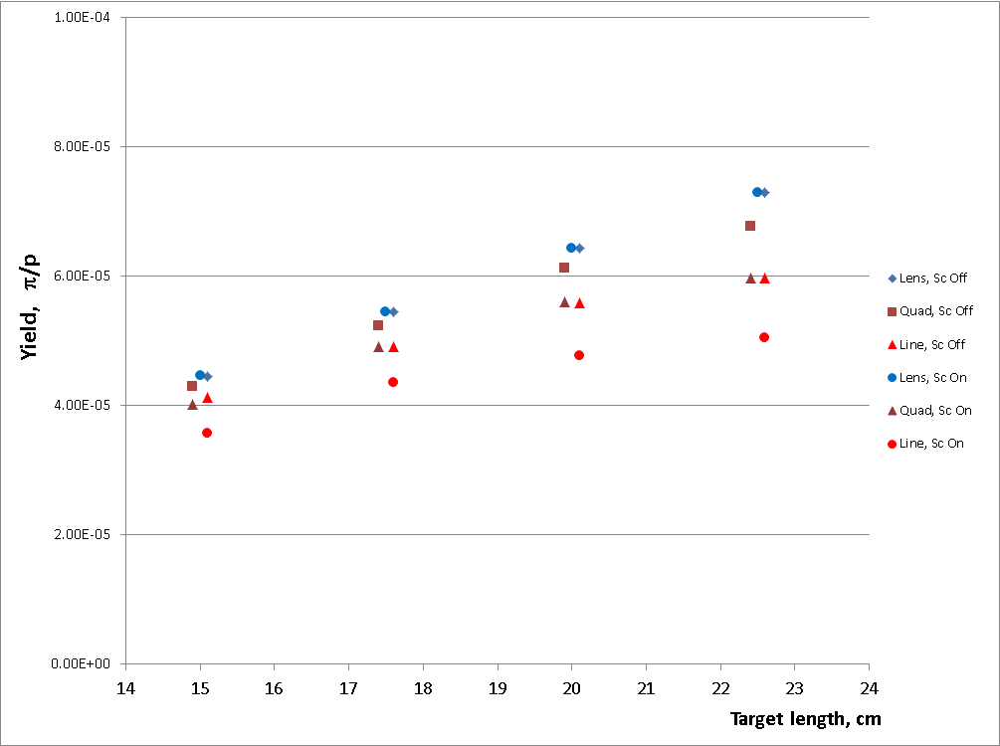 1.00E-04
8.00E-05
6.00E-05
4.00E-05
2.00E-05
0.00E+00
Yield, π/p
14 15 16 17 18 19 20 21 22 23 24
Target length, cm
Lens, Sc Off
Quad, Sc Off
Line, Sc Off
Lens, Sc On
Quad, Sc On
Line, Sc On